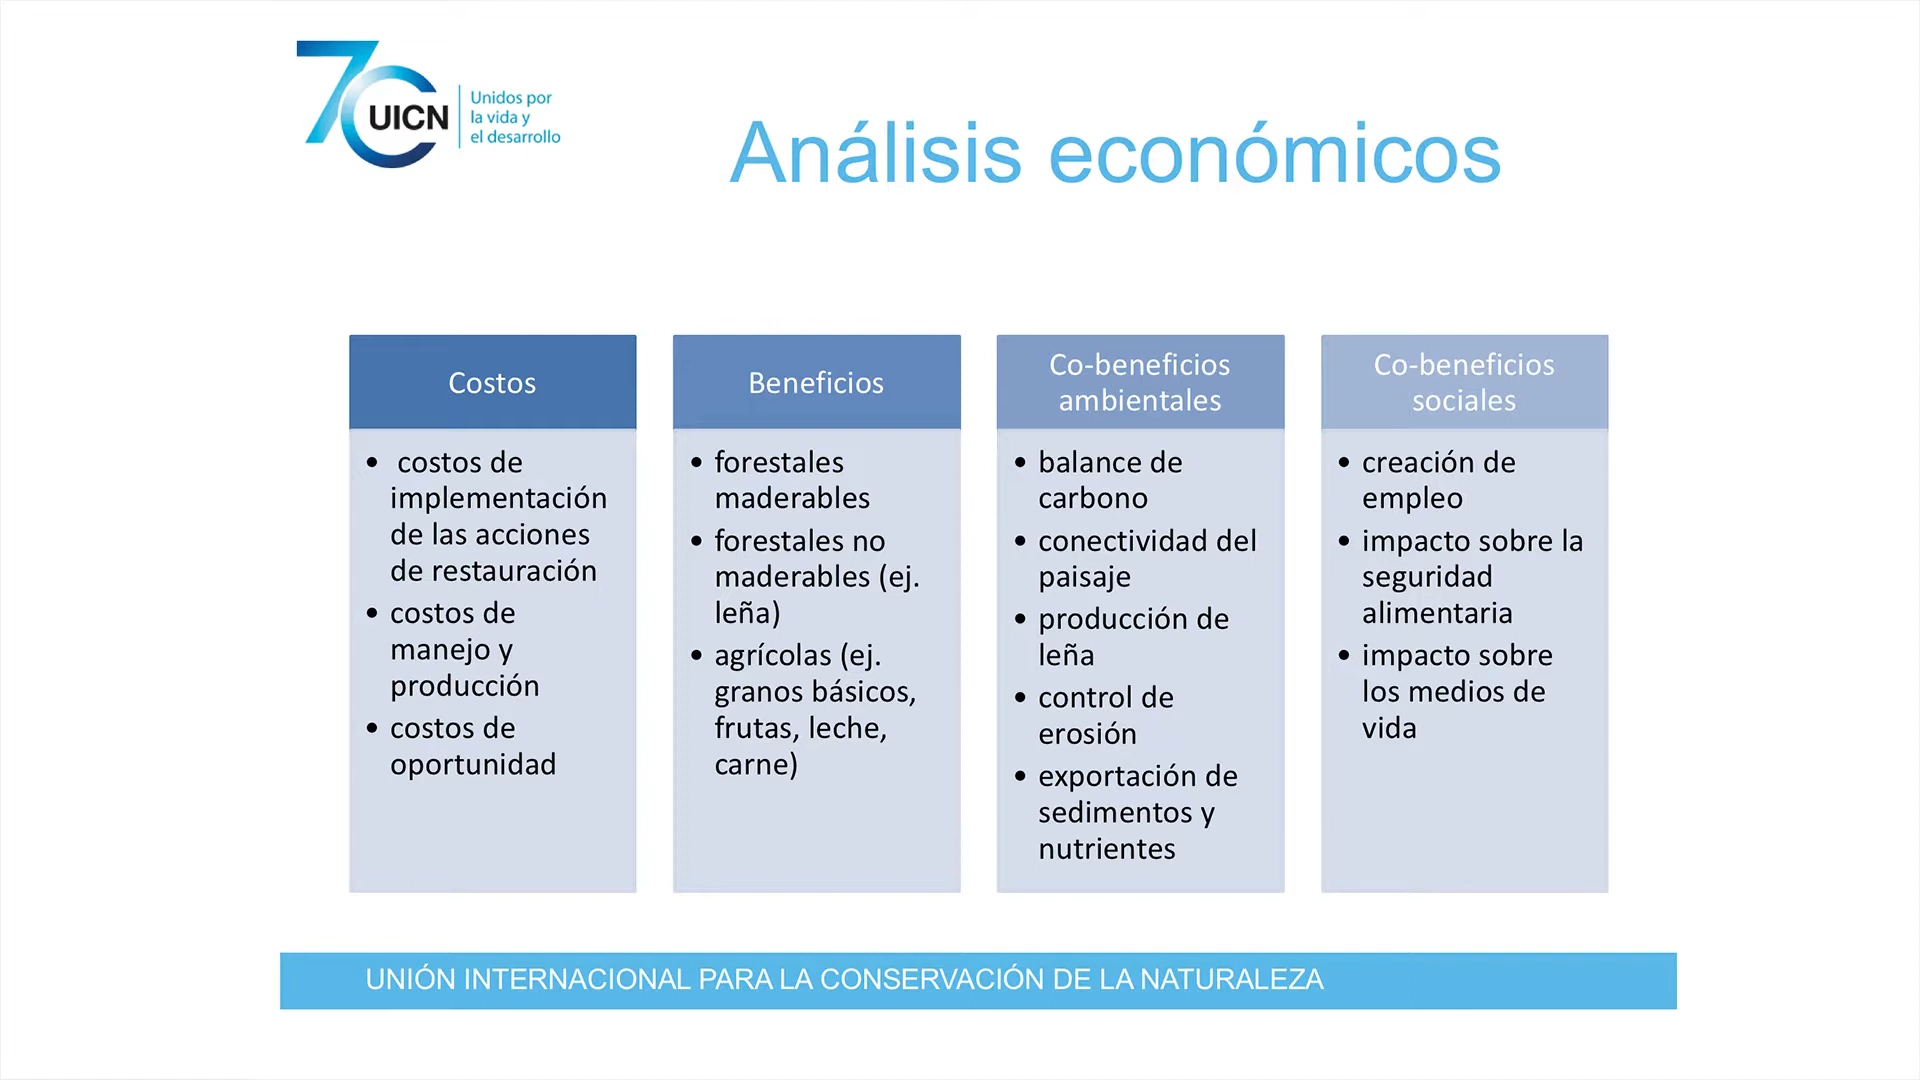 70
UICN
Unidos por
la vida y
el desarrollo
Análisis económicos
Costos
• costos de
implementación
de las acciones
de restauración
• costos de
manejo y
producción
• costos de
oportunidad
Beneficios
• forestales
maderables
• forestales no
maderables (ej.
leña)
• agrícolas (ej.
granos básicos,
frutas, leche,
carne)
Co-beneficios
ambientales
• balance de
carbono
• conectividad del
paisaje
• producción de
leña
• control de
erosión
• exportación de
sedimentos y
nutrientes
Co-beneficios
sociales
• creación de
empleo
• impacto sobre la
seguridad
alimentaria
• impacto sobre
los medios de
vida
UNIÓN INTERNACIONAL PARA LA CONSERVACIÓN DE LA NATURALEZA